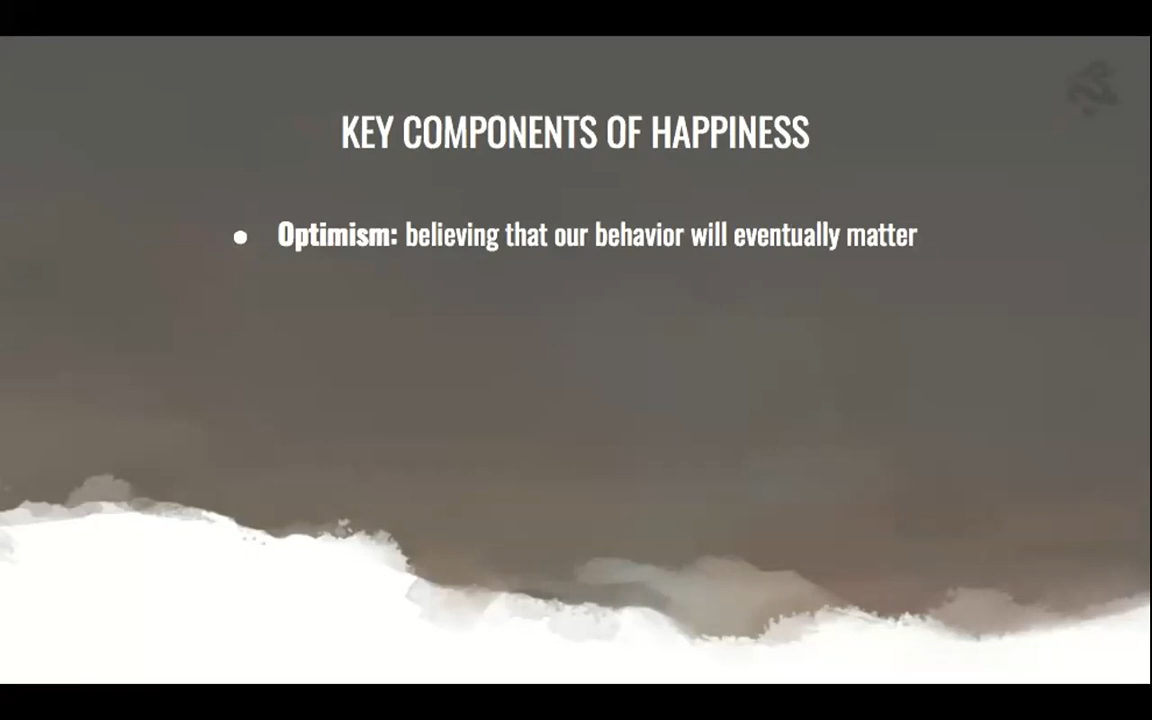 KEY COMPONENTS OF HAPPINESS
● Optimism: believing that our behavior will eventually matter